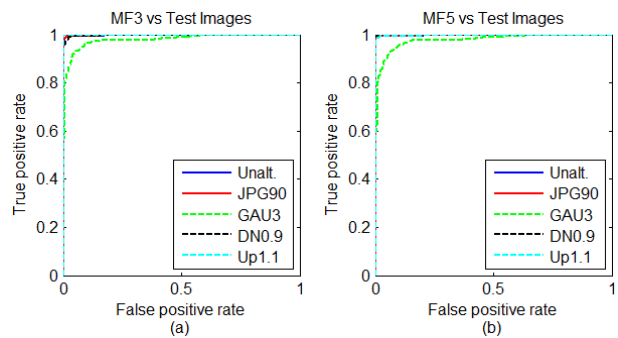 MF3 vs Test Images
1
0.8
0.6
0.4
0.2
0
True positive rate
Unalt.
JPG90
GAU3
DN0.9
Up1.1
0 0.5 1
False positive rate
(a)
MF5 vs Test Images
1
0.8
0.6
0.4
0.2
0
True positive rate
Unalt.
JPG90
GAU3
DN0.9
Up1.1
0 0.5 1
False positive rate
(b)